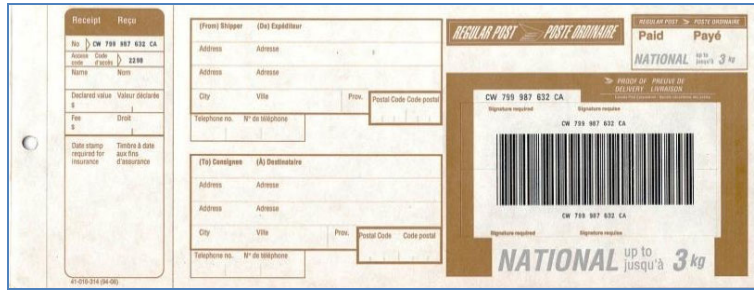 Receipt Reçu
No CW 799 987 632 CA
Access code Code d'accès 2298
Name Nom
Declared value Valeur déclarée
$
Fee Droit
$
Date stamp required for insurance Timbre à date aux fins d'assurance
41-016-314 (94-08)
(From) Shipper (De) Expéditeur
Address Adresse
Address Adresse
City Ville Prov. Postal Code Code postal
Telephone no. N° de téléphone
(To) Consignee (À) Destinataire
Address Adresse
Address Adresse
City Ville Prov. Postal Code Code postal
Telephone no. N° de téléphone
REGULAR POST > POSTE ORDINAIRE
REGULAR POST > POSTE ORDINAIRE
Paid Payé
NATIONAL up to jusqu'à 3 kg
PROOF OF DELIVERY PREUVE DE LIVRAISON
CW 799 987 632 CA
Signature required Signature requise
CW 799 987 632 CA
CW 799 987 632 CA
Signature required Signature requise
NATIONAL up to jusqu'à 3 kg